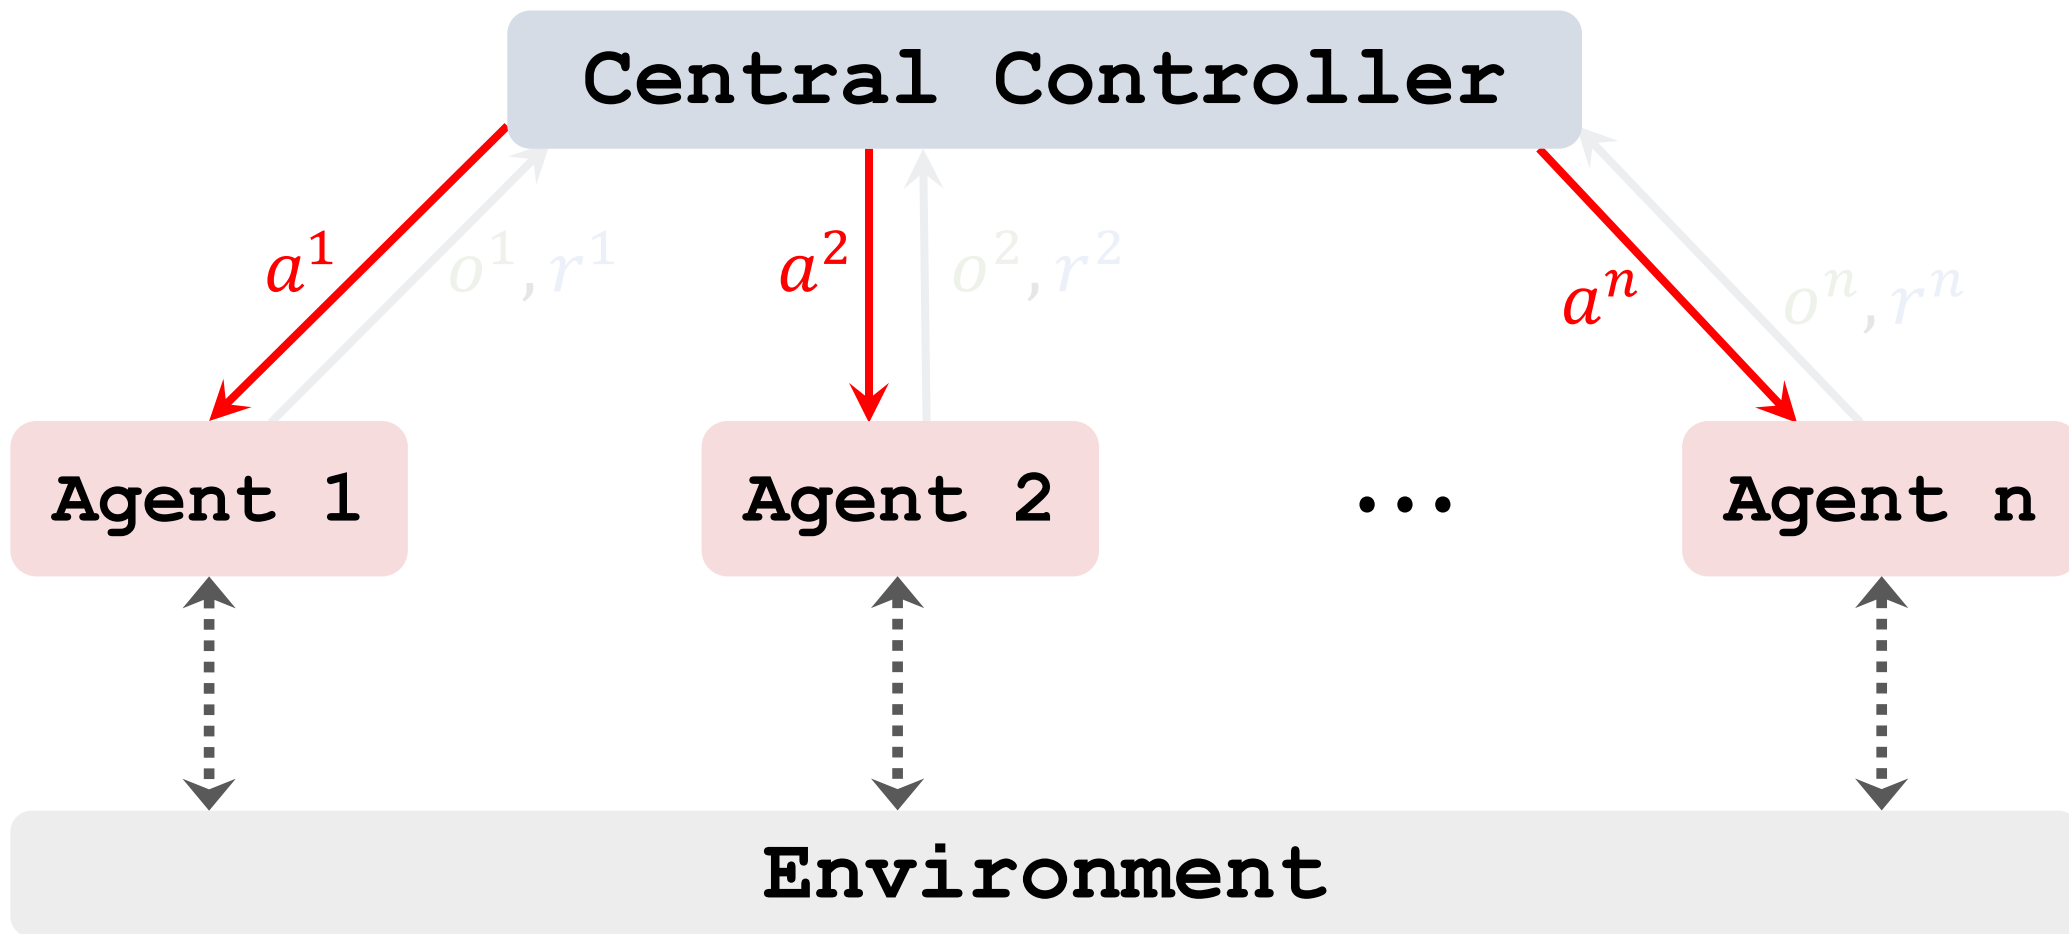 Central Controller
a¹ o¹, r¹ a² o², r² aⁿ oⁿ, rⁿ
Agent 1 Agent 2 ... Agent n
Environment